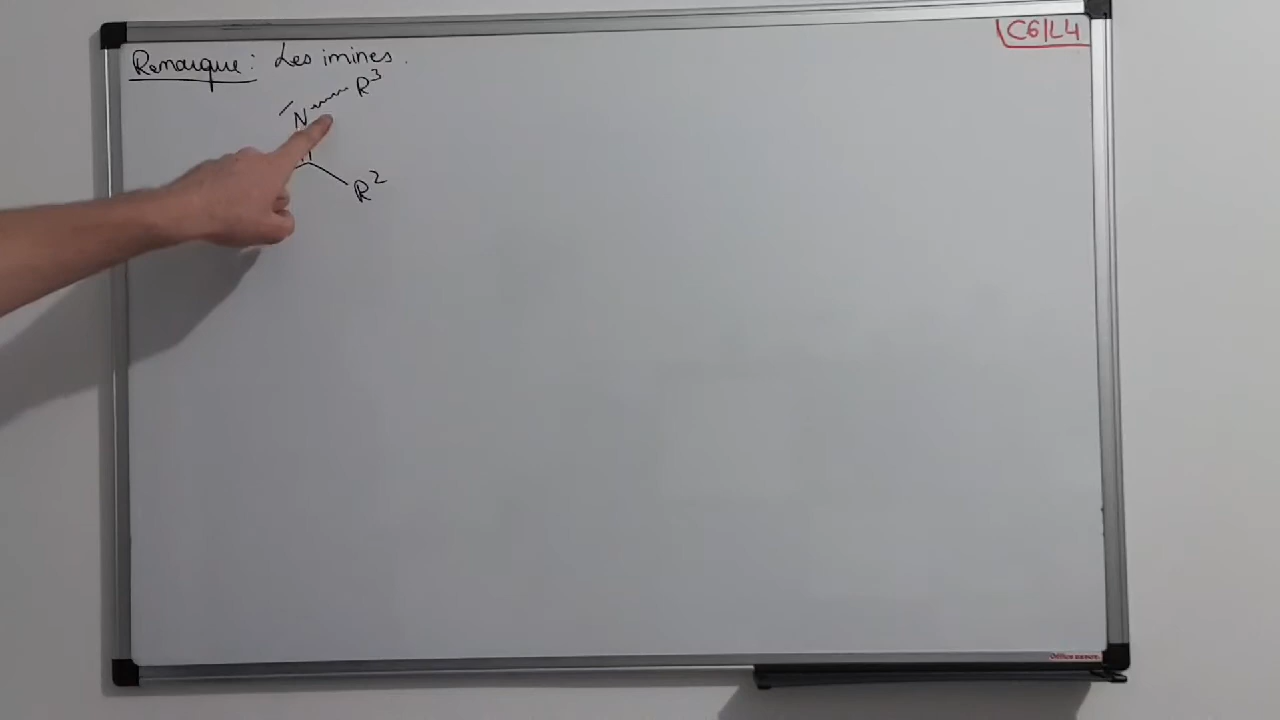 C6/L4
Remarque : Les imines.
R³
N
R²